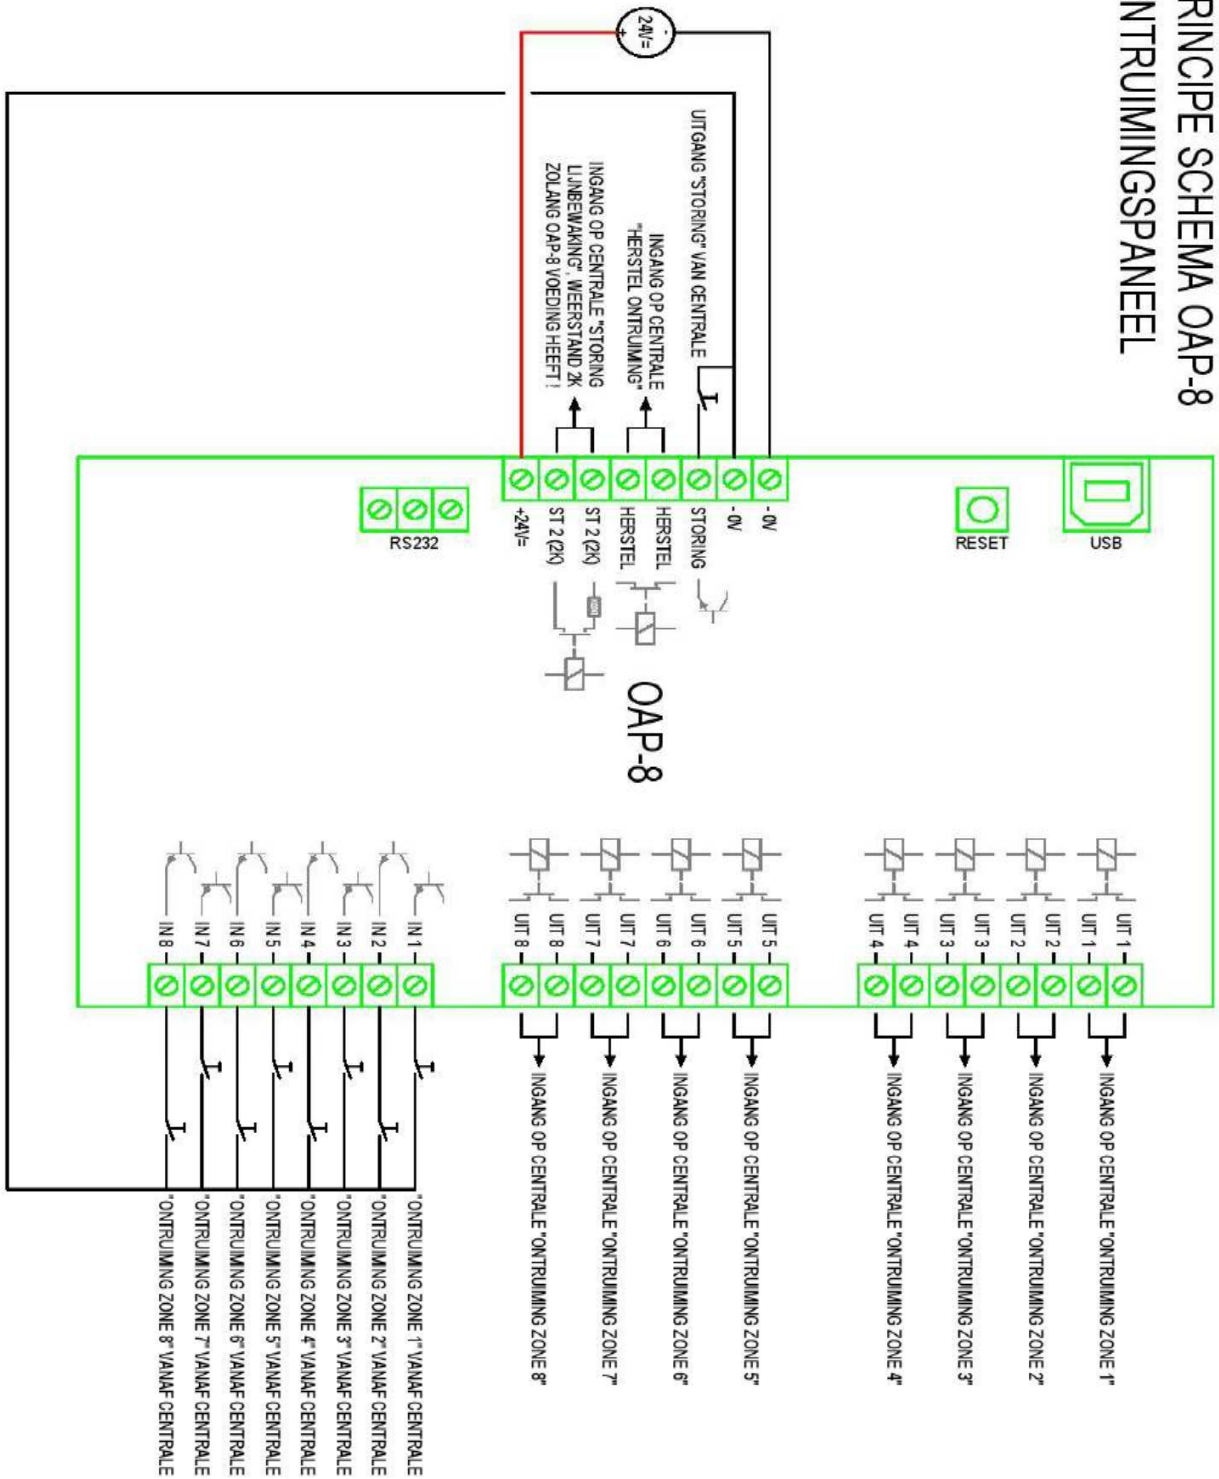 RINCIPE SCHEMA OAP-8
NTRUIMINGSPANEEL
24V=
-
+
UITGANG "STORING" VAN CENTRALE
INGANG OP CENTRALE
"HERSTEL ONTRUIMING"
INGANG OP CENTRALE "STORING
LIJNBEWAKING", WEERSTAND 2K
ZOLANG OAP-8 VOEDING HEEFT !
USB
RESET
RS232
- 0V
- 0V
STORING
HERSTEL
HERSTEL
ST 2 (2K)
ST 2 (2K)
+24V=
OAP-8
UIT 1
UIT 1
UIT 2
UIT 2
UIT 3
UIT 3
UIT 4
UIT 4
UIT 5
UIT 5
UIT 6
UIT 6
UIT 7
UIT 7
UIT 8
UIT 8
IN 1
IN 2
IN 3
IN 4
IN 5
IN 6
IN 7
IN 8
INGANG OP CENTRALE "ONTRUIMING ZONE 1"
INGANG OP CENTRALE "ONTRUIMING ZONE 2"
INGANG OP CENTRALE "ONTRUIMING ZONE 3"
INGANG OP CENTRALE "ONTRUIMING ZONE 4"
INGANG OP CENTRALE "ONTRUIMING ZONE 5"
INGANG OP CENTRALE "ONTRUIMING ZONE 6"
INGANG OP CENTRALE "ONTRUIMING ZONE 7"
INGANG OP CENTRALE "ONTRUIMING ZONE 8"
"ONTRUIMING ZONE 1" VANAF CENTRALE
"ONTRUIMING ZONE 2" VANAF CENTRALE
"ONTRUIMING ZONE 3" VANAF CENTRALE
"ONTRUIMING ZONE 4" VANAF CENTRALE
"ONTRUIMING ZONE 5" VANAF CENTRALE
"ONTRUIMING ZONE 6" VANAF CENTRALE
"ONTRUIMING ZONE 7" VANAF CENTRALE
"ONTRUIMING ZONE 8" VANAF CENTRALE